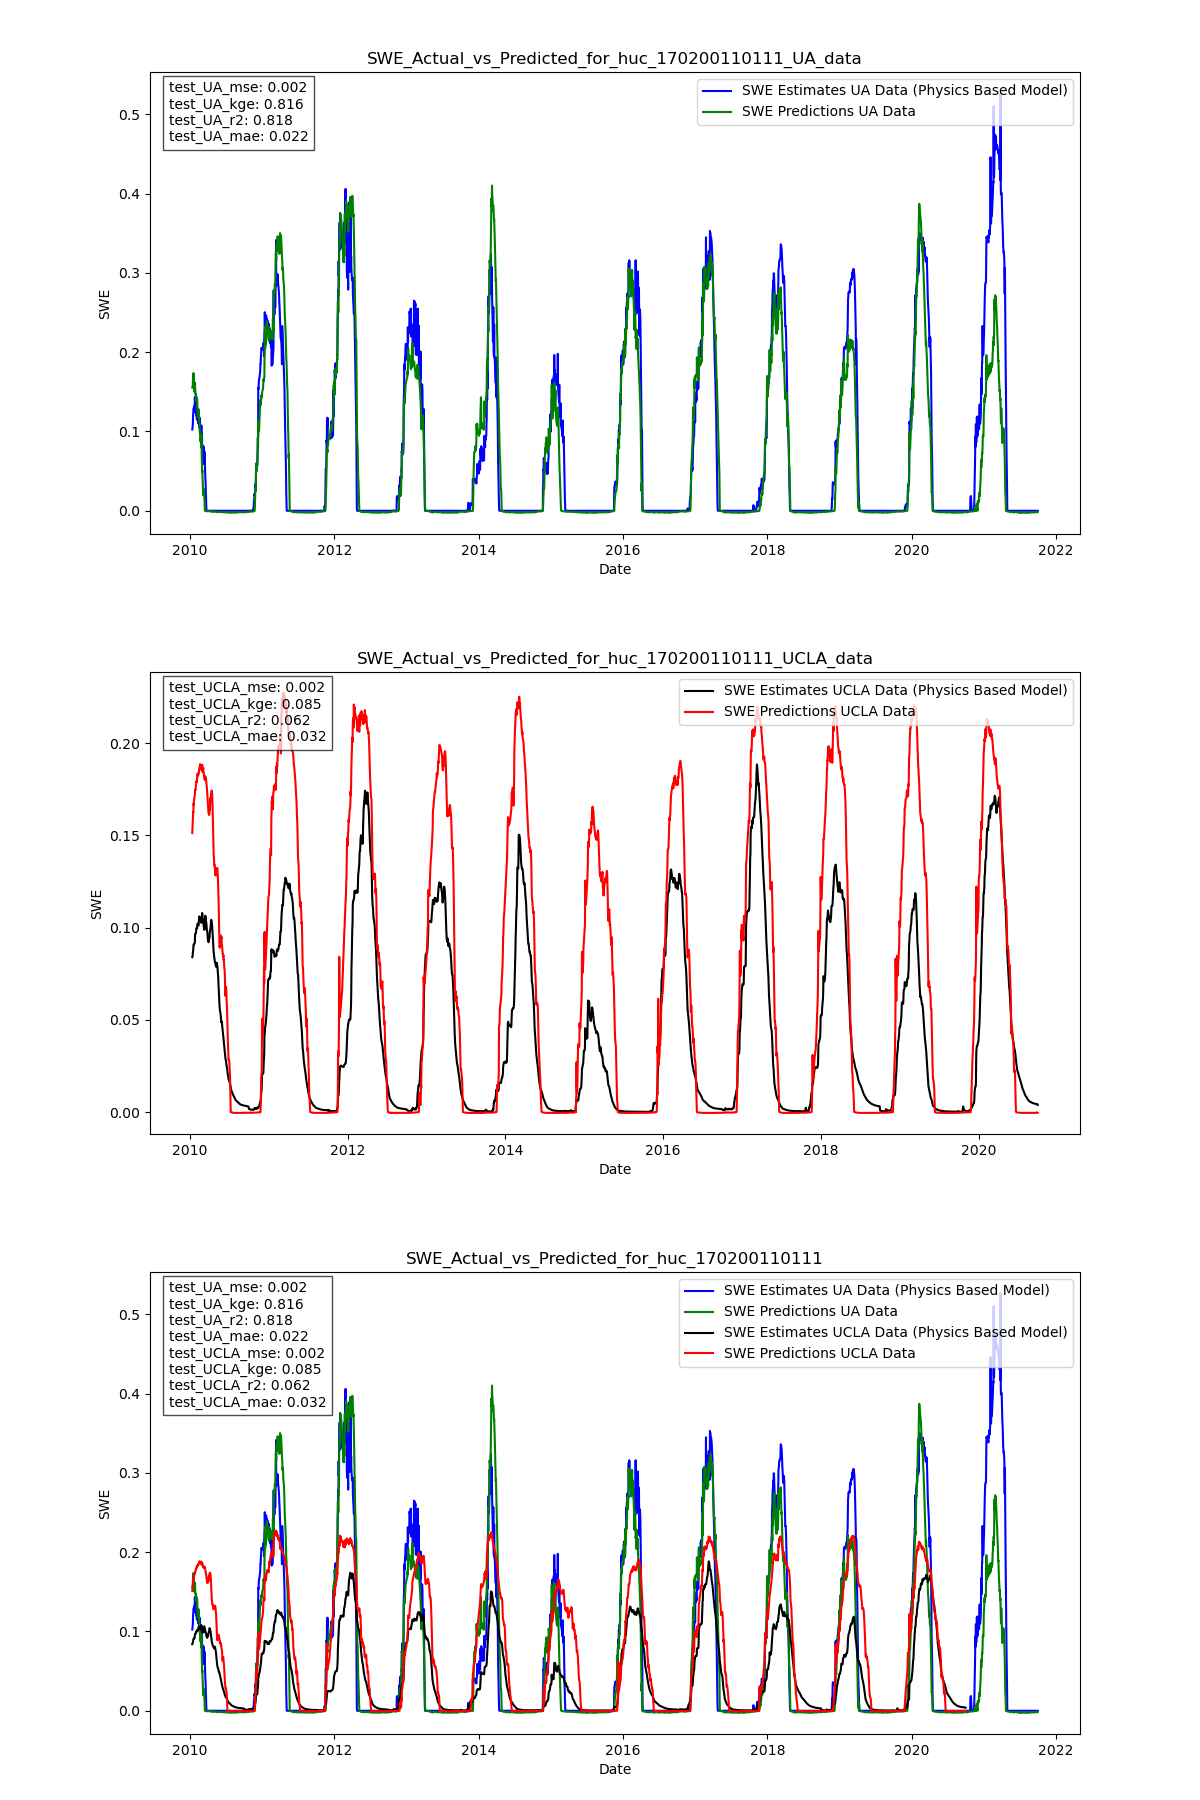 SWE_Actual_vs_Predicted_for_huc_170200110111_UA_data
test_UA_mse: 0.002
test_UA_kge: 0.816
test_UA_r2: 0.818
test_UA_mae: 0.022
SWE Estimates UA Data (Physics Based Model)
SWE Predictions UA Data
0.5
0.4
0.3
0.2
0.1
0.0
SWE
2010 2012 2014 2016 2018 2020 2022
Date
SWE_Actual_vs_Predicted_for_huc_170200110111_UCLA_data
test_UCLA_mse: 0.002
test_UCLA_kge: 0.085
test_UCLA_r2: 0.062
test_UCLA_mae: 0.032
SWE Estimates UCLA Data (Physics Based Model)
SWE Predictions UCLA Data
0.20
0.15
0.10
0.05
0.00
SWE
2010 2012 2014 2016 2018 2020
Date
SWE_Actual_vs_Predicted_for_huc_170200110111
test_UA_mse: 0.002
test_UA_kge: 0.816
test_UA_r2: 0.818
test_UA_mae: 0.022
test_UCLA_mse: 0.002
test_UCLA_kge: 0.085
test_UCLA_r2: 0.062
test_UCLA_mae: 0.032
SWE Estimates UA Data (Physics Based Model)
SWE Predictions UA Data
SWE Estimates UCLA Data (Physics Based Model)
SWE Predictions UCLA Data
0.5
0.4
0.3
0.2
0.1
0.0
SWE
2010 2012 2014 2016 2018 2020 2022
Date